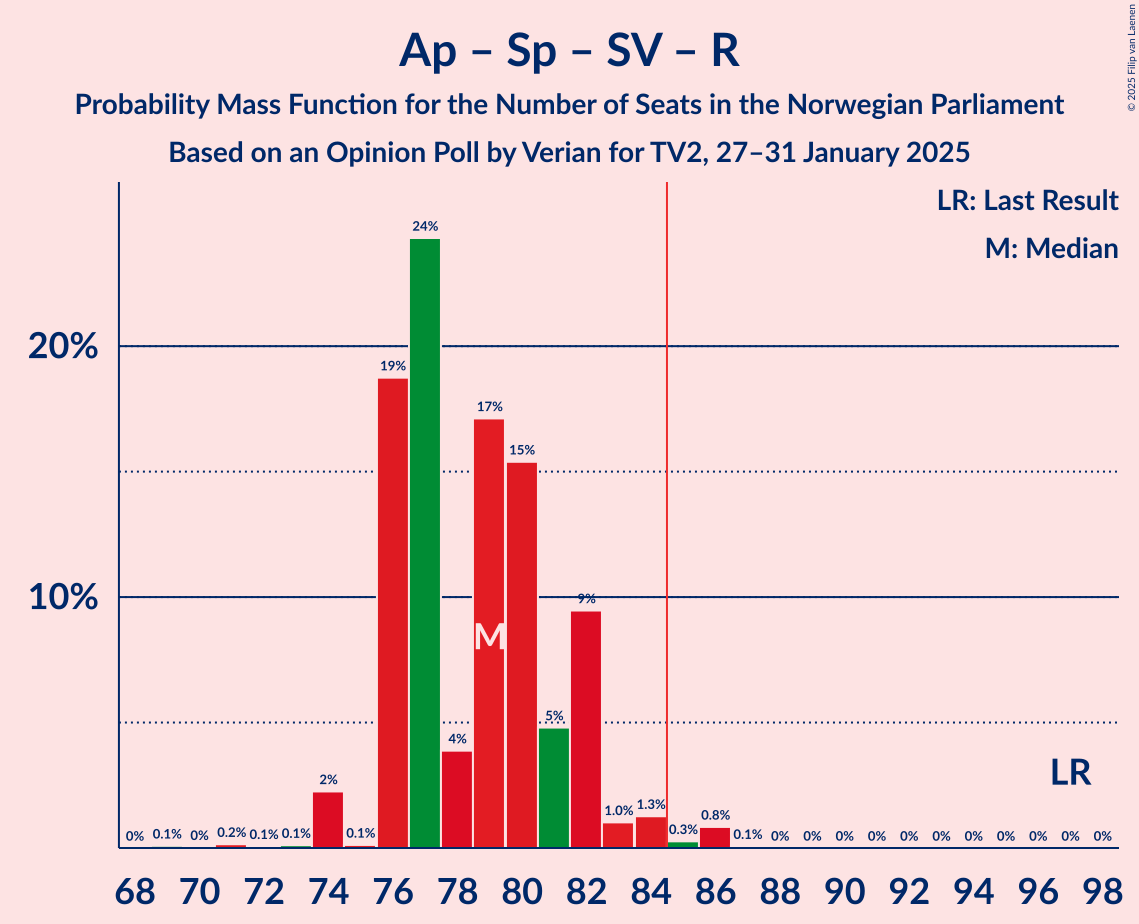 Ap – Sp – SV – R
Probability Mass Function for the Number of Seats in the Norwegian Parliament
Based on an Opinion Poll by Verian for TV2, 27–31 January 2025
© 2025 Filip van Laenen
LR: Last Result
M: Median
24%
20%
19%
17%
15%
10%
9%
M
5%
4%
LR
2%
0% 0.1% 0% 0.2% 0.1% 0.1% 0.1% 1.0% 1.3% 0.3% 0.8% 0.1% 0% 0% 0% 0% 0% 0% 0% 0% 0% 0% 0%
68 70 72 74 76 78 80 82 84 86 88 90 92 94 96 98